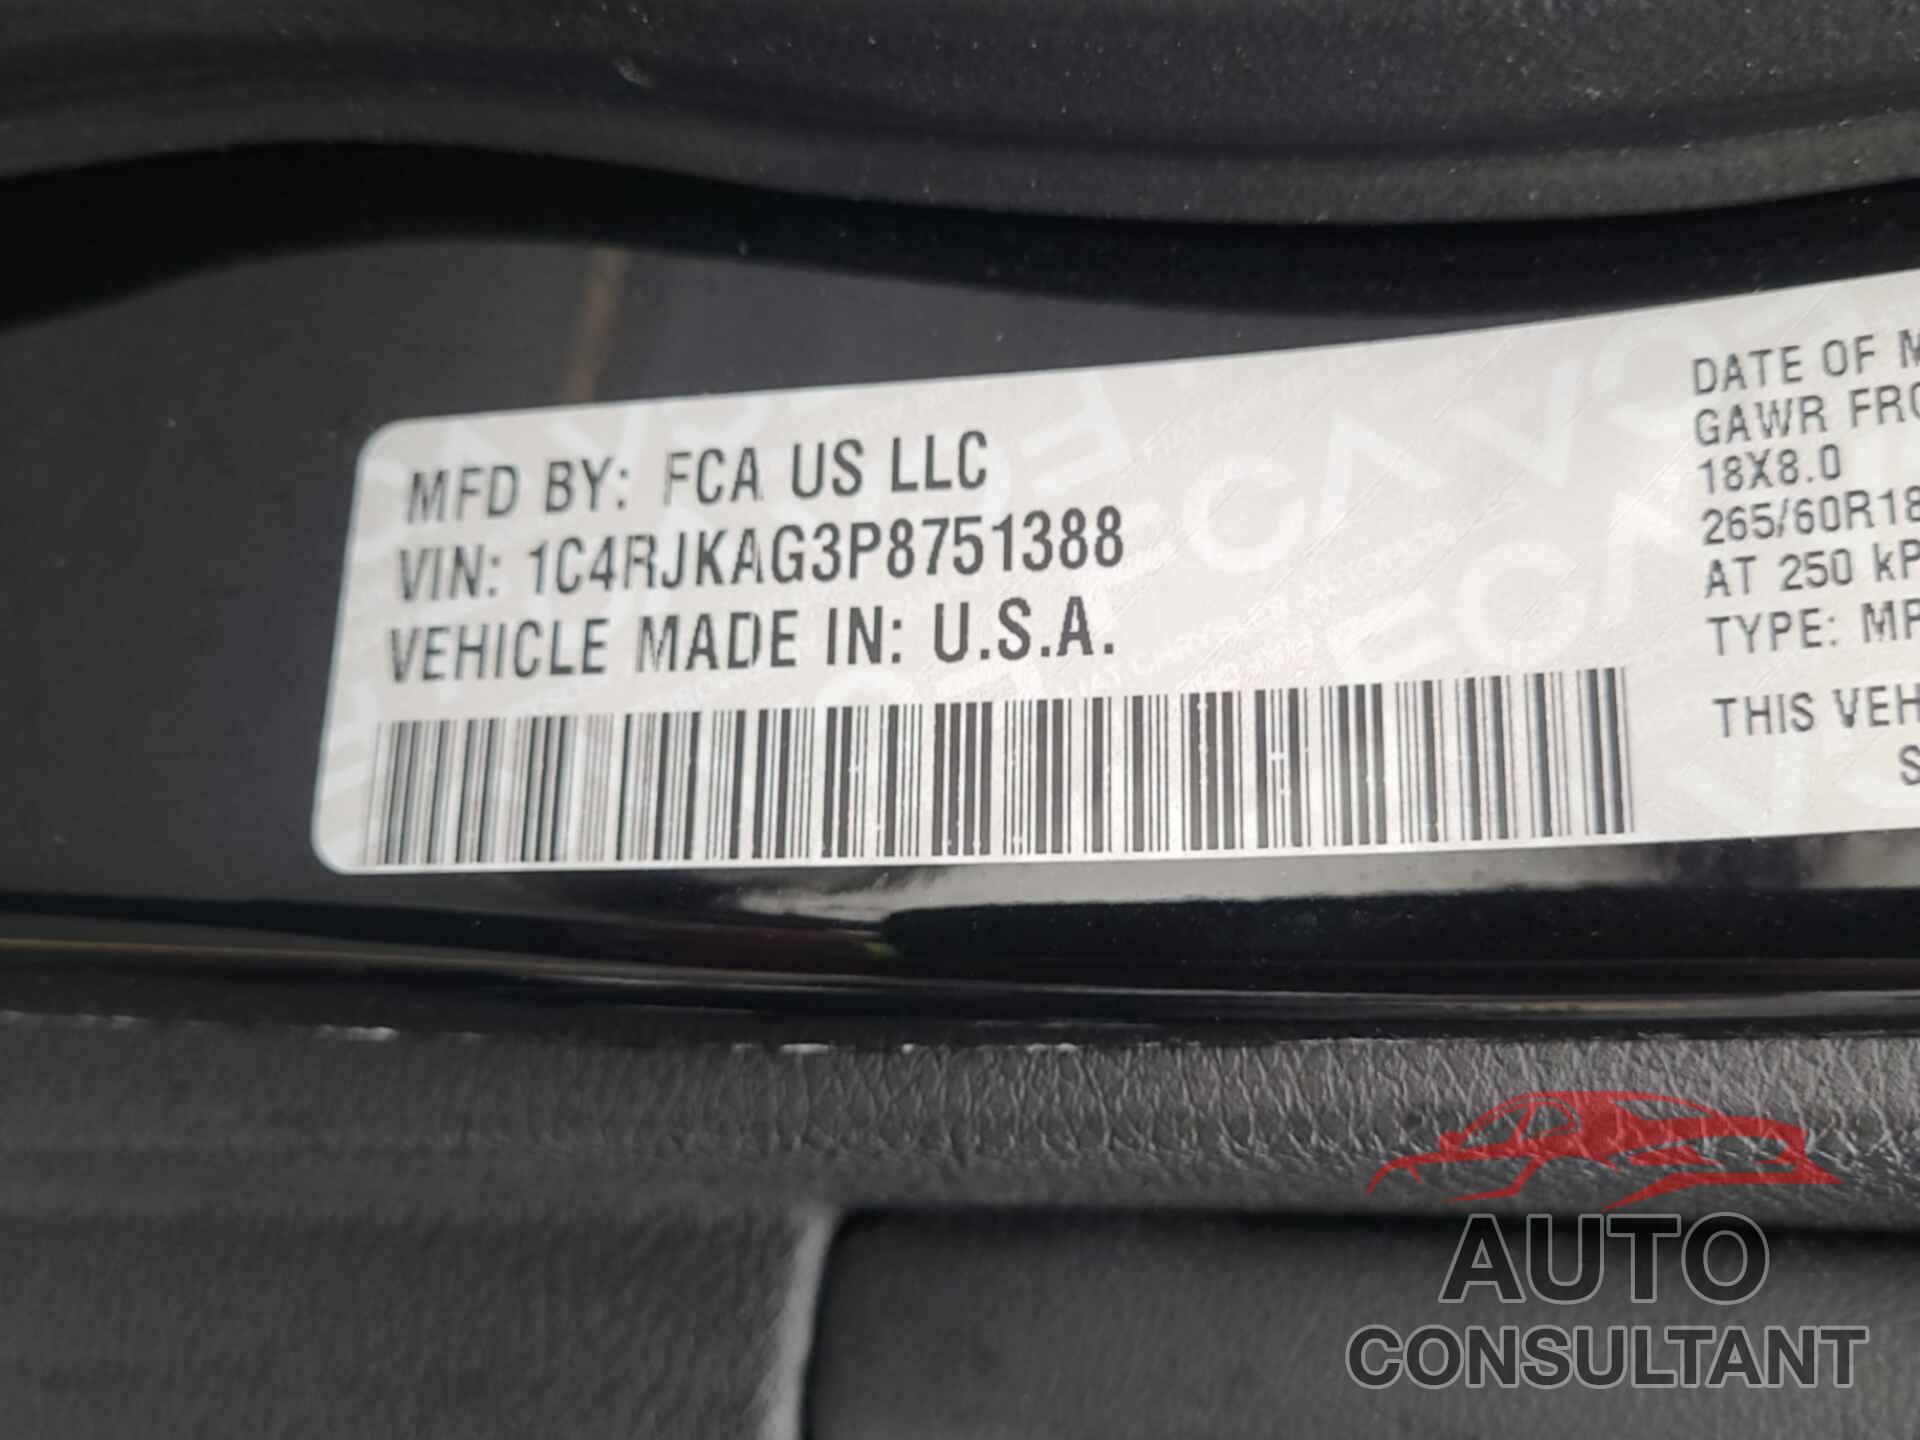 MFD BY: FCA US LLC
VIN: 1C4RJKAG3P8751388
VEHICLE MADE IN: U.S.A.
DATE OF M
GAWR FRO
18X8.0
265/60R18
AT 250 kP
TYPE: MP
THIS VEH
S
AUTO
CONSULTANT